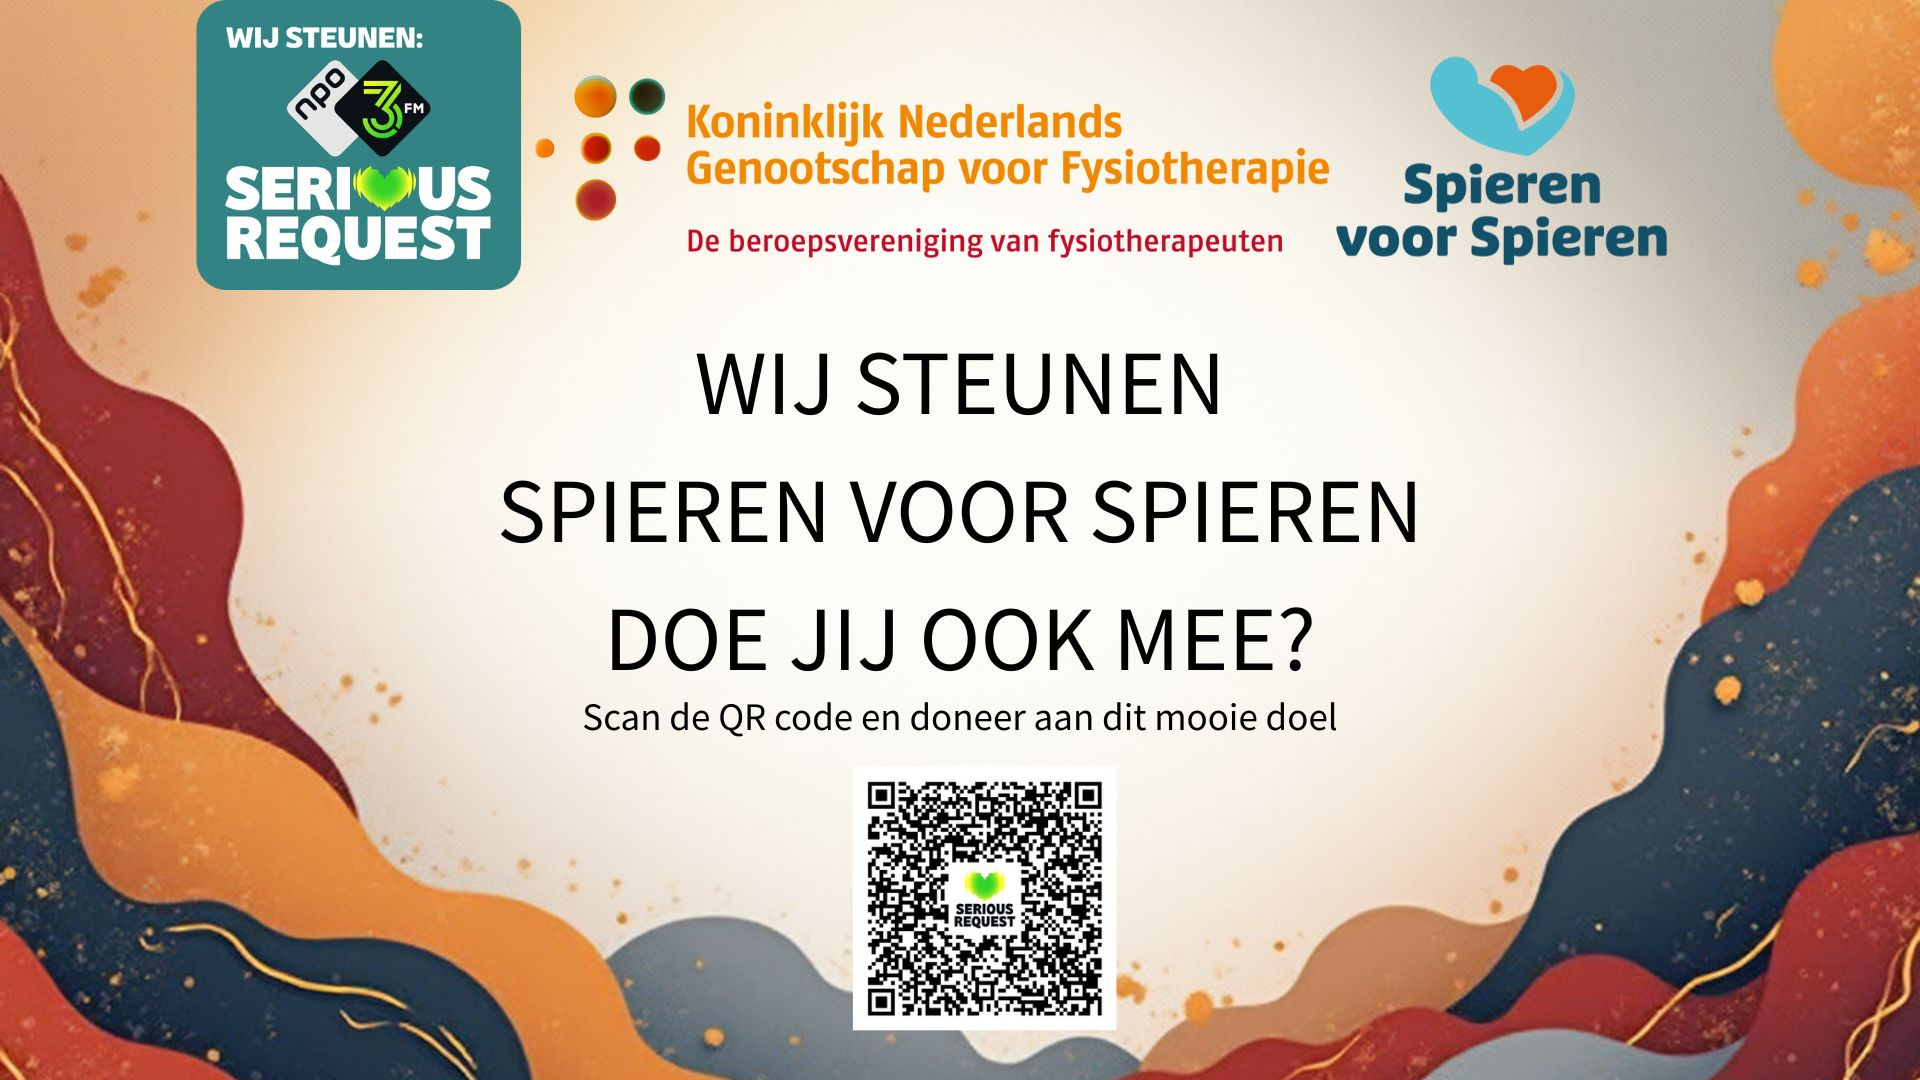 WIJ STEUNEN:
npo
3FM
SERIOUS
REQUEST
Koninklijk Nederlands
Genootschap voor Fysiotherapie
De beroepsvereniging van fysiotherapeuten
Spieren
voor Spieren
WIJ STEUNEN
SPIEREN VOOR SPIEREN
DOE JIJ OOK MEE?
Scan de QR code en doneer aan dit mooie doel
SERIOUS
REQUEST